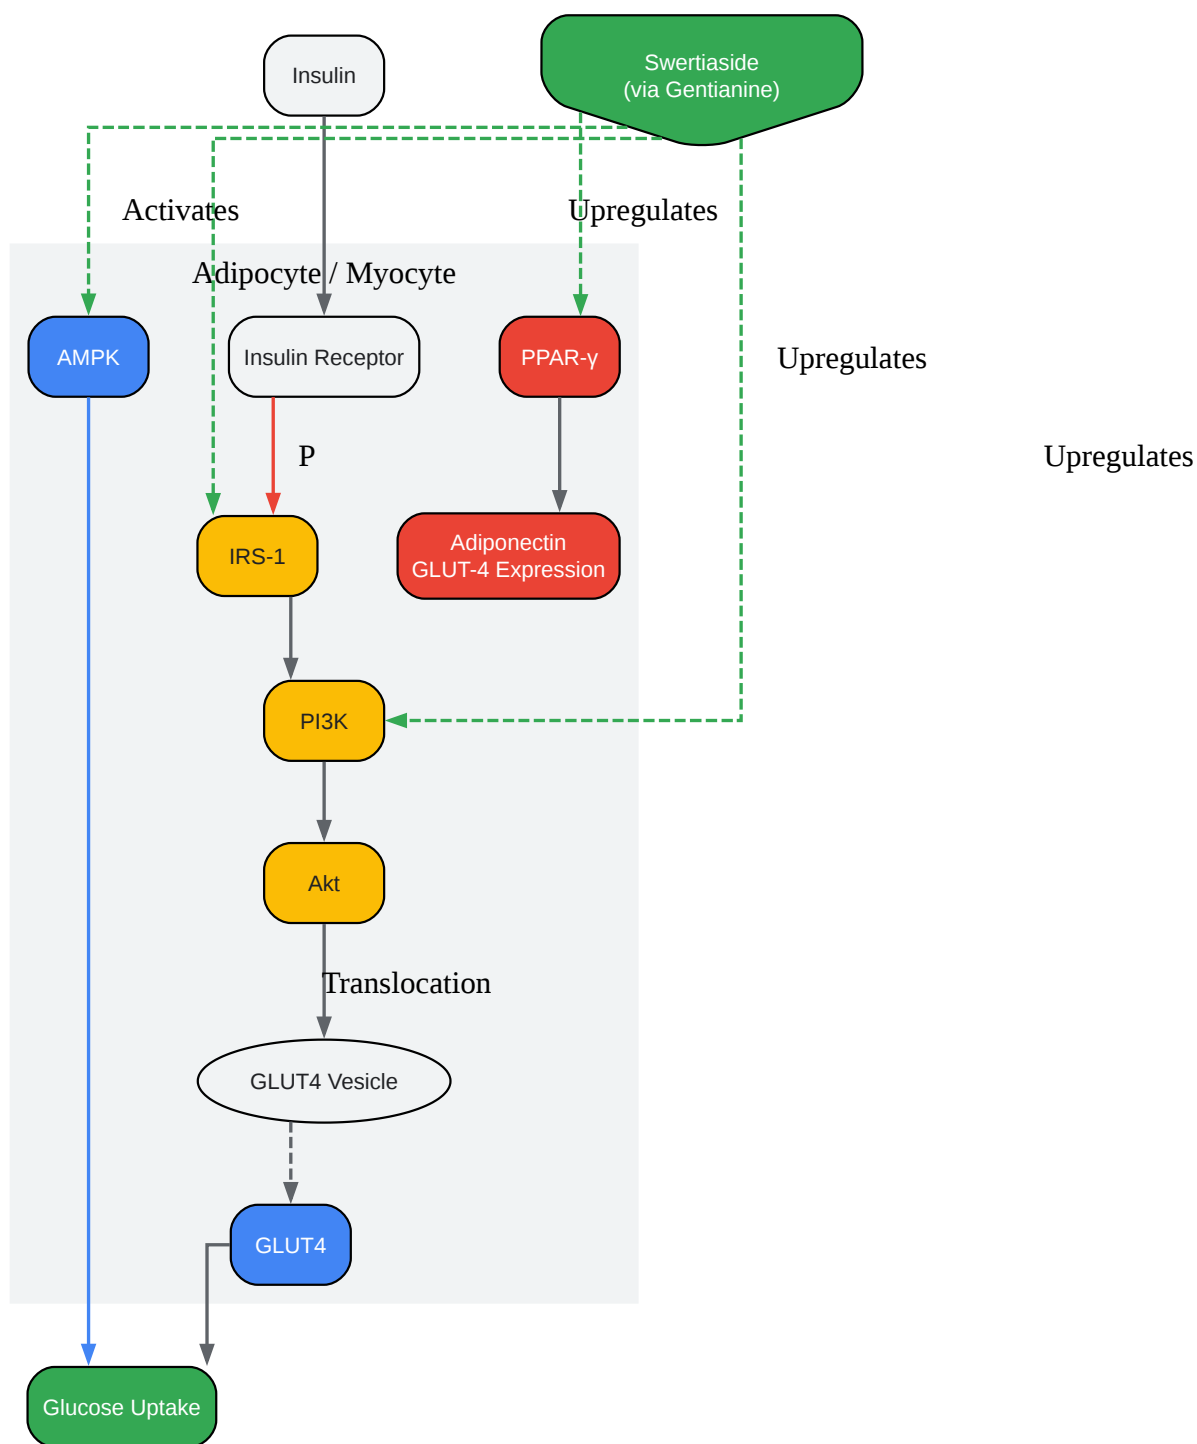 Insulin
Swertiaside
(via Gentianine)
Activates
Upregulates
Adipocyte / Myocyte
AMPK
Insulin Receptor
PPAR-γ
Upregulates
P
Upregulates
IRS-1
Adiponectin
GLUT-4 Expression
PI3K
Akt
Translocation
GLUT4 Vesicle
GLUT4
Glucose Uptake